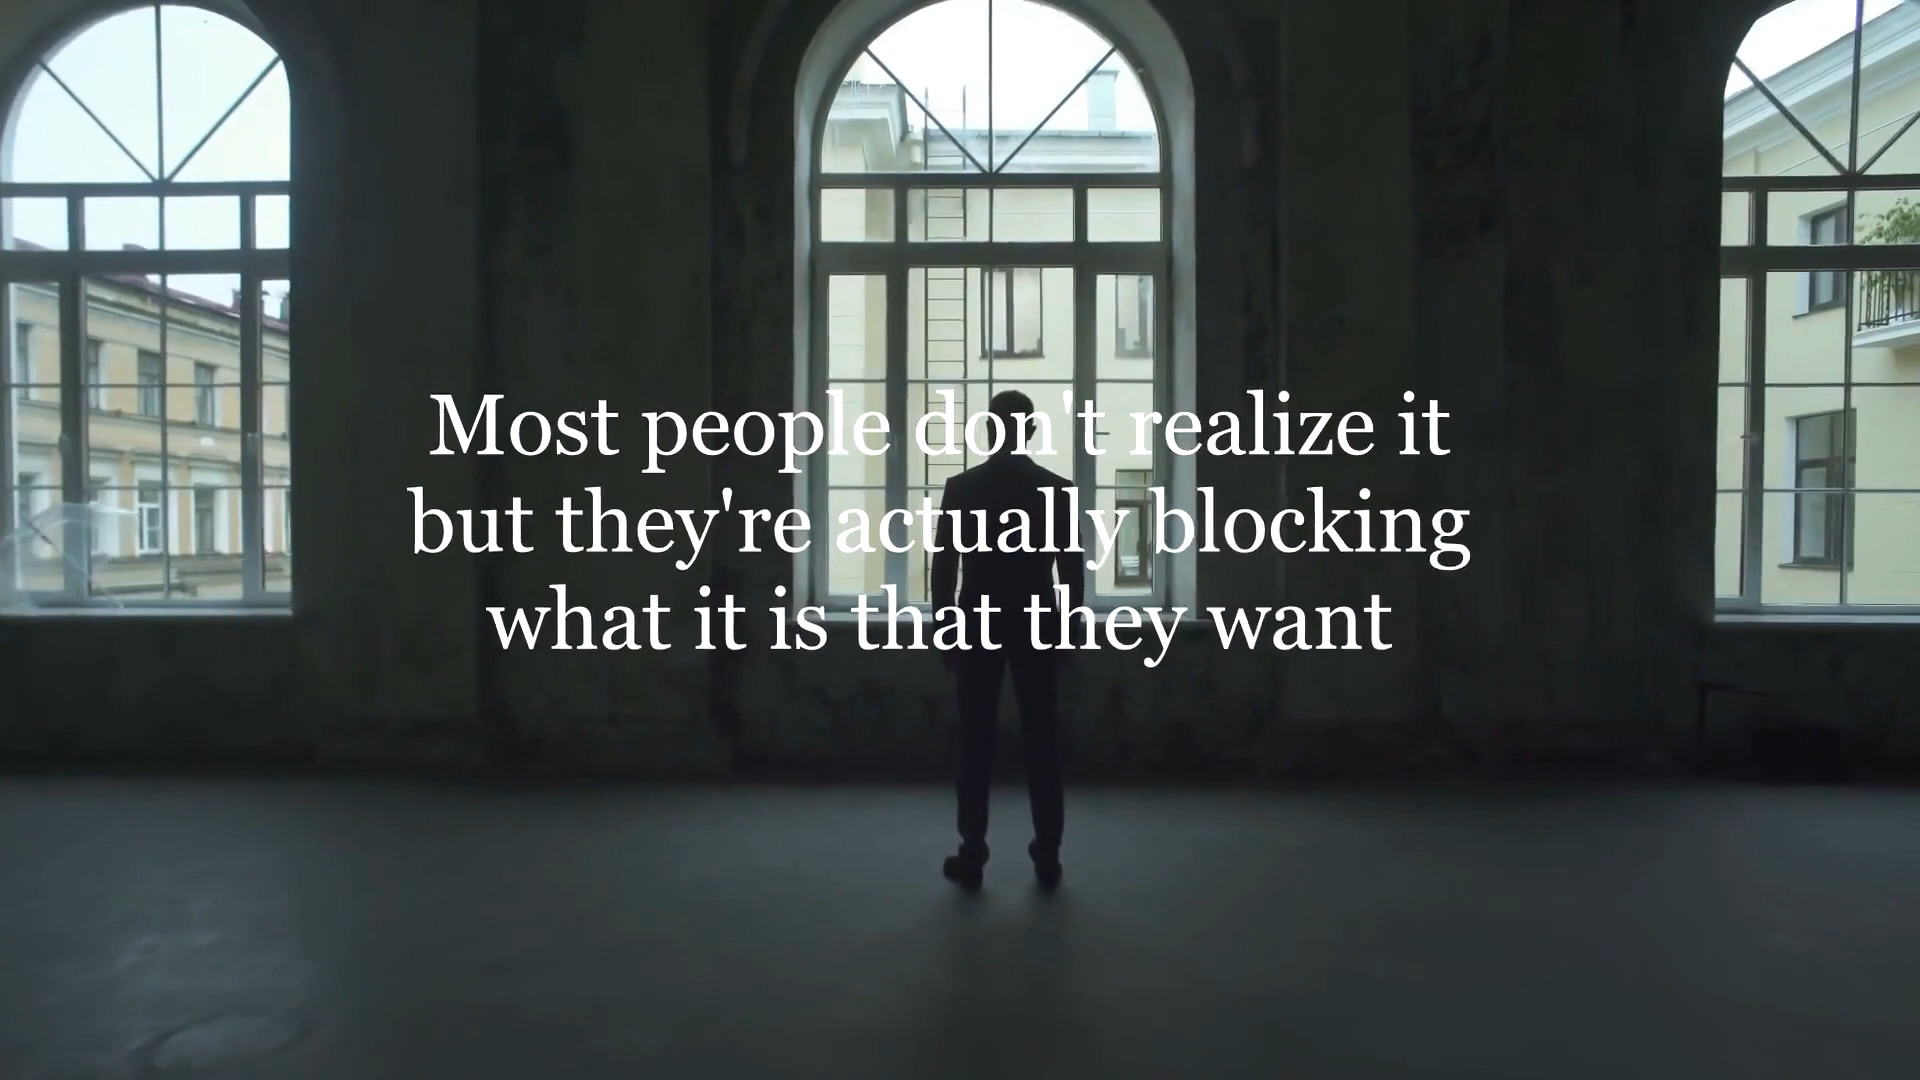 Most people don't realize it
but they're actually blocking
what it is that they want